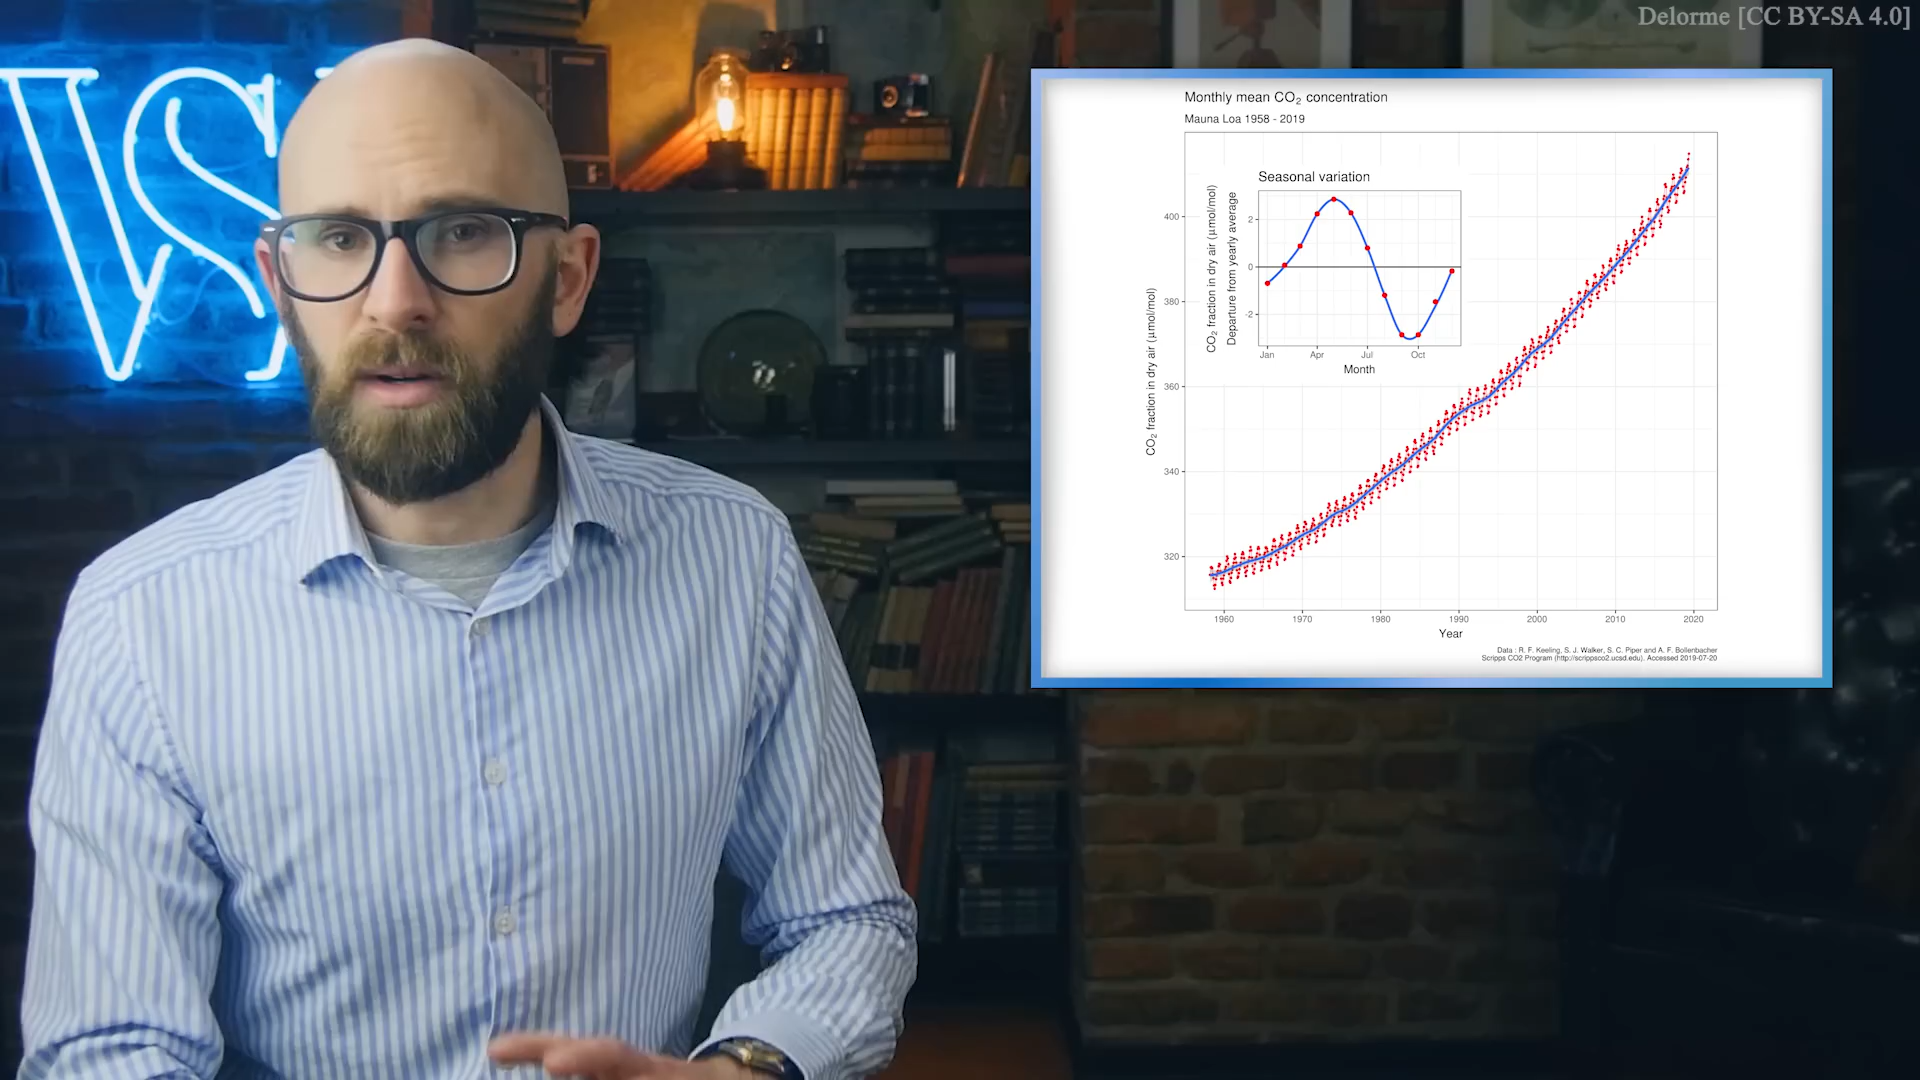 Delorme [CC BY-SA 4.0]
VS
Monthly mean CO₂ concentration
Mauna Loa 1958 - 2019
Seasonal variation
CO₂ fraction in dry air (µmol/mol)
Departure from yearly average
2
0
-2
Jan Apr Jul Oct
Month
CO₂ fraction in dry air (µmol/mol)
400
380
360
340
320
1960 1970 1980 1990 2000 2010 2020
Year
Data : R. F. Keeling, S. J. Walker, S. C. Piper and A. F. Bollenbacher
Scripps CO2 Program (http://scrippsco2.ucsd.edu). Accessed 2019-07-20